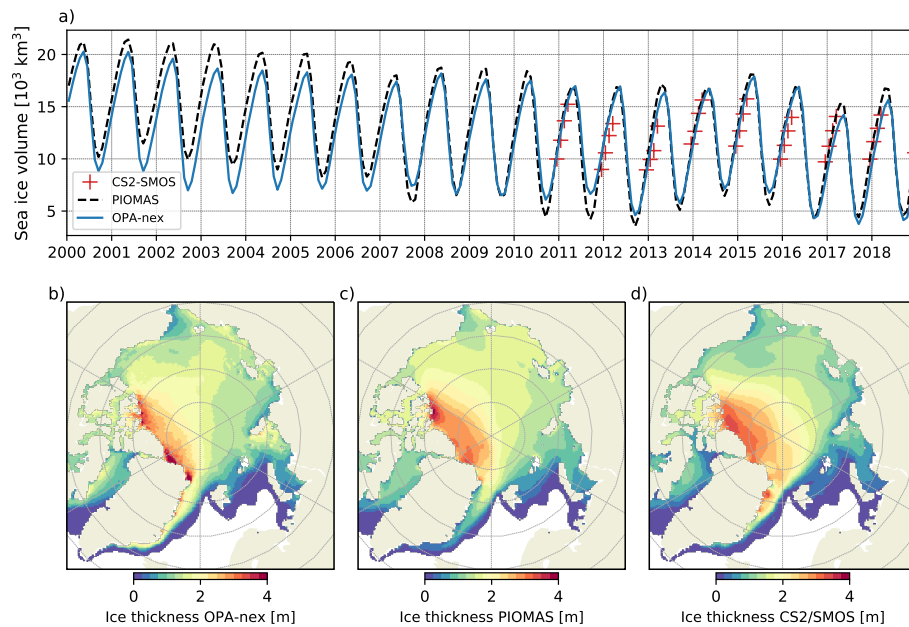 a)
Sea ice volume [10³ km³]
20
15
10
5
CS2-SMOS
PIOMAS
OPA-nex
2000 2001 2002 2003 2004 2005 2006 2007 2008 2009 2010 2011 2012 2013 2014 2015 2016 2017 2018
b) c) d)
0 2 4 0 2 4 0 2 4
Ice thickness OPA-nex [m] Ice thickness PIOMAS [m] Ice thickness CS2/SMOS [m]